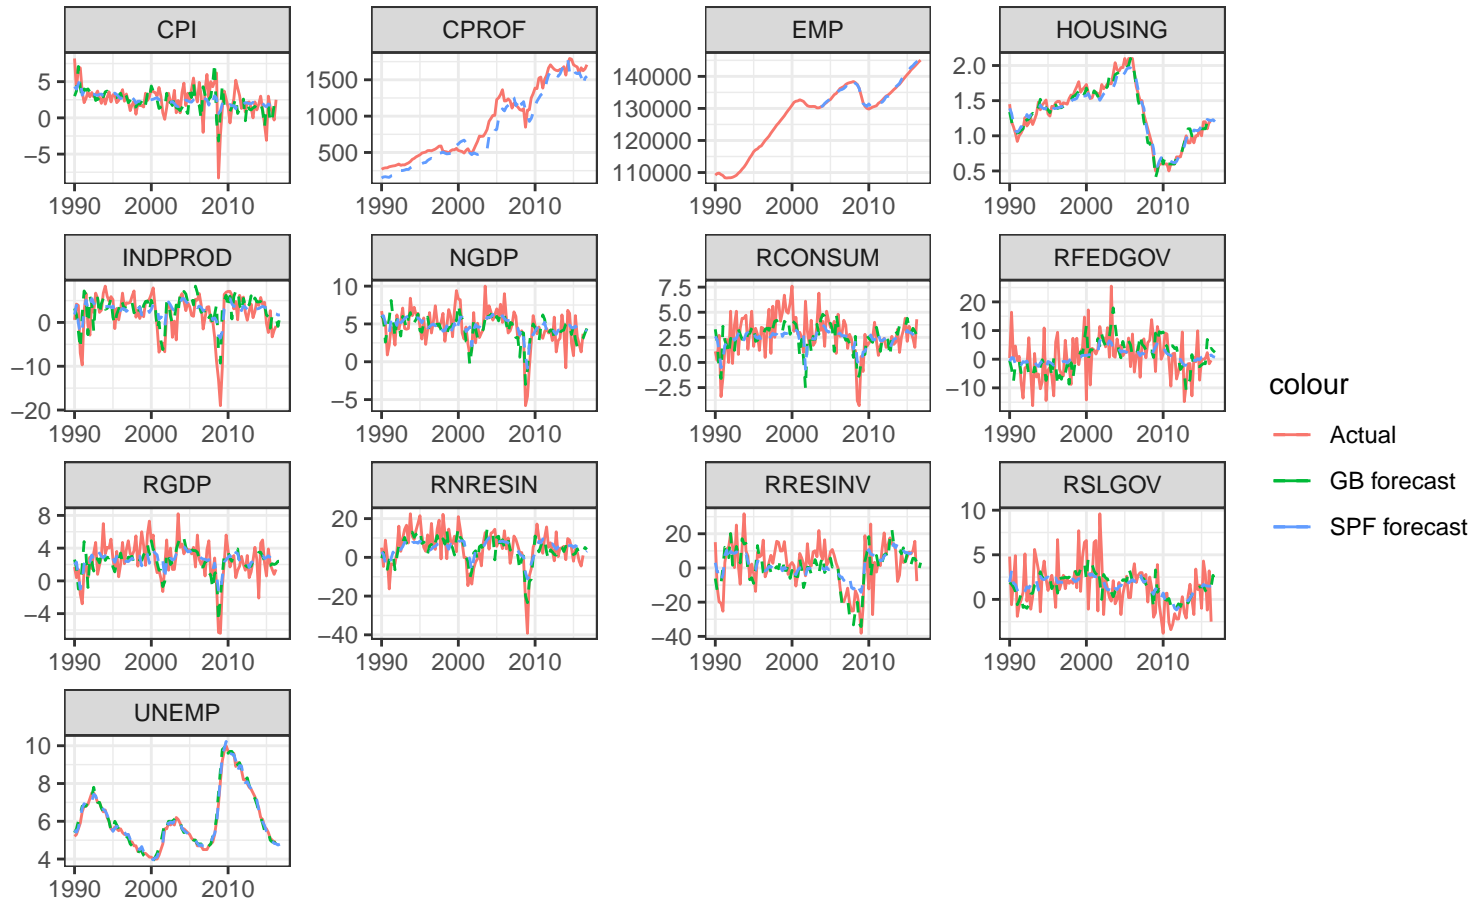 CPI
CPROF
EMP
HOUSING
5
0
−5
1500
1000
500
140000
130000
120000
110000
2.0
1.5
1.0
0.5
1990 2000 2010
1990 2000 2010
1990 2000 2010
1990 2000 2010
INDPROD
NGDP
RCONSUM
RFEDGOV
0
−10
−20
10
5
0
−5
7.5
5.0
2.5
0.0
−2.5
20
10
0
−10
1990 2000 2010
1990 2000 2010
1990 2000 2010
1990 2000 2010
RGDP
RNRESIN
RRESINV
RSLGOV
8
4
0
−4
20
0
−20
−40
20
0
−20
−40
10
5
0
1990 2000 2010
1990 2000 2010
1990 2000 2010
1990 2000 2010
UNEMP
10
8
6
4
1990 2000 2010
colour
Actual
GB forecast
SPF forecast